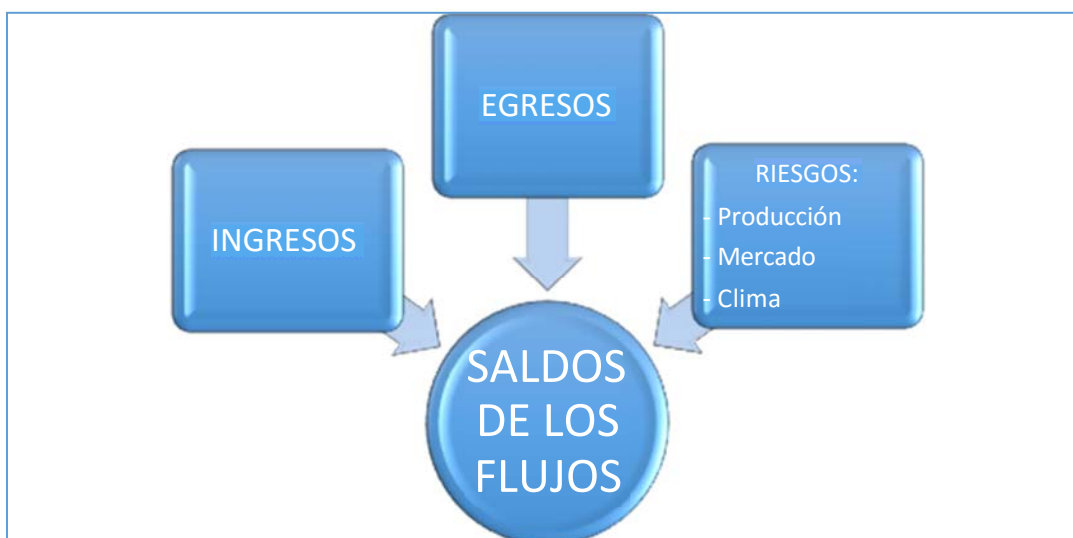 EGRESOS
INGRESOS
RIESGOS:
- Producción
- Mercado
- Clima
SALDOS
DE LOS
FLUJOS